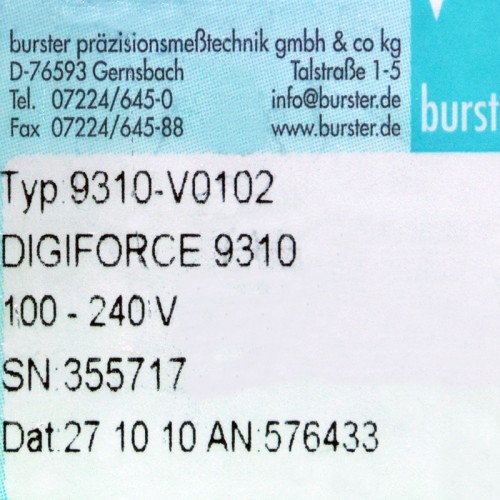 burster präzisionsmeßtechnik gmbh & co kg
D-76593 Gernsbach Talstraße 1-5
Tel. 07224/645-0 info@burster.de
Fax 07224/645-88 www.burster.de
burster
Typ:9310-V0102
DIGIFORCE 9310
100 - 240 V
SN:355717
Dat:27 10 10 AN:576433